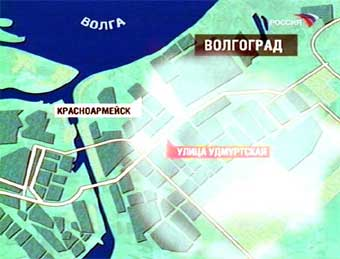 РОССИЯ
ВОЛГА
ВОЛГОГРАД
КРАСНОАРМЕЙСК
УЛИЦА УДМУРТСКАЯ